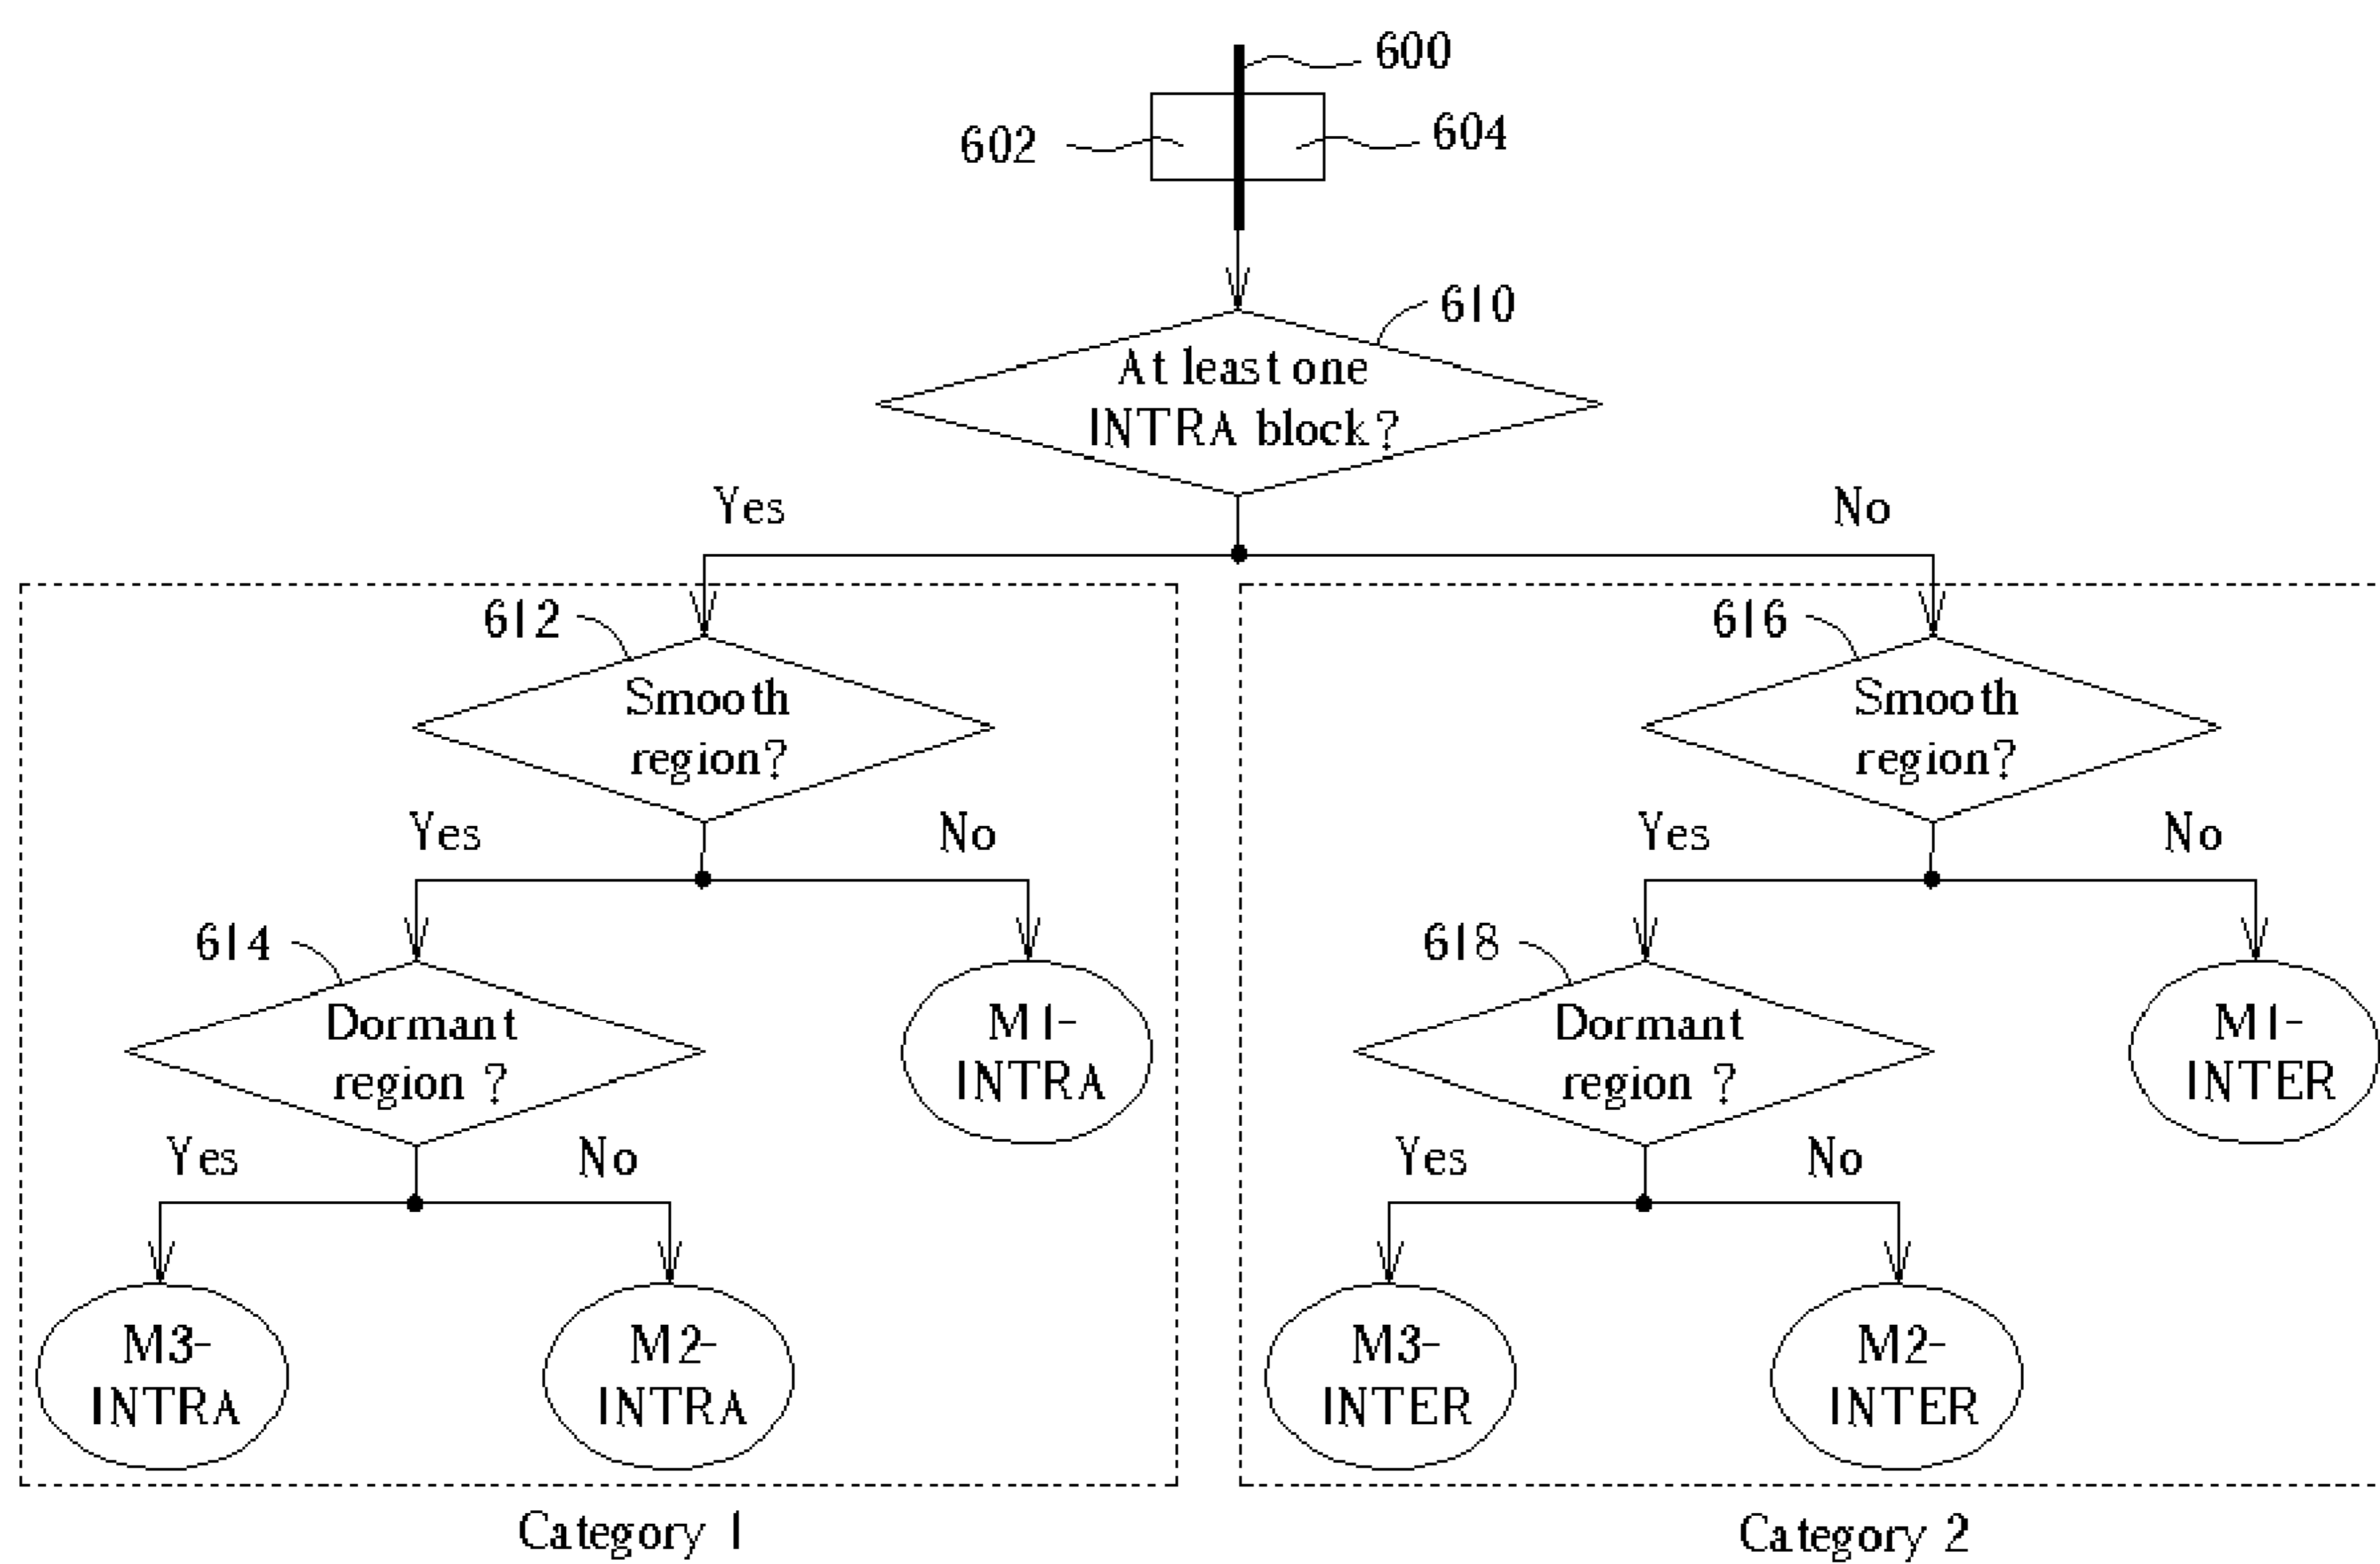 600
602
604
610
At least one
INTRA block?
Yes
No
612
616
Smooth
region?
Smooth
region?
Yes
No
Yes
No
614
618
Dormant
region ?
M1-
INTRA
Dormant
region ?
M1-
INTER
Yes
No
Yes
No
M3-
INTRA
M2-
INTRA
M3-
INTER
M2-
INTER
Category 1
Category 2